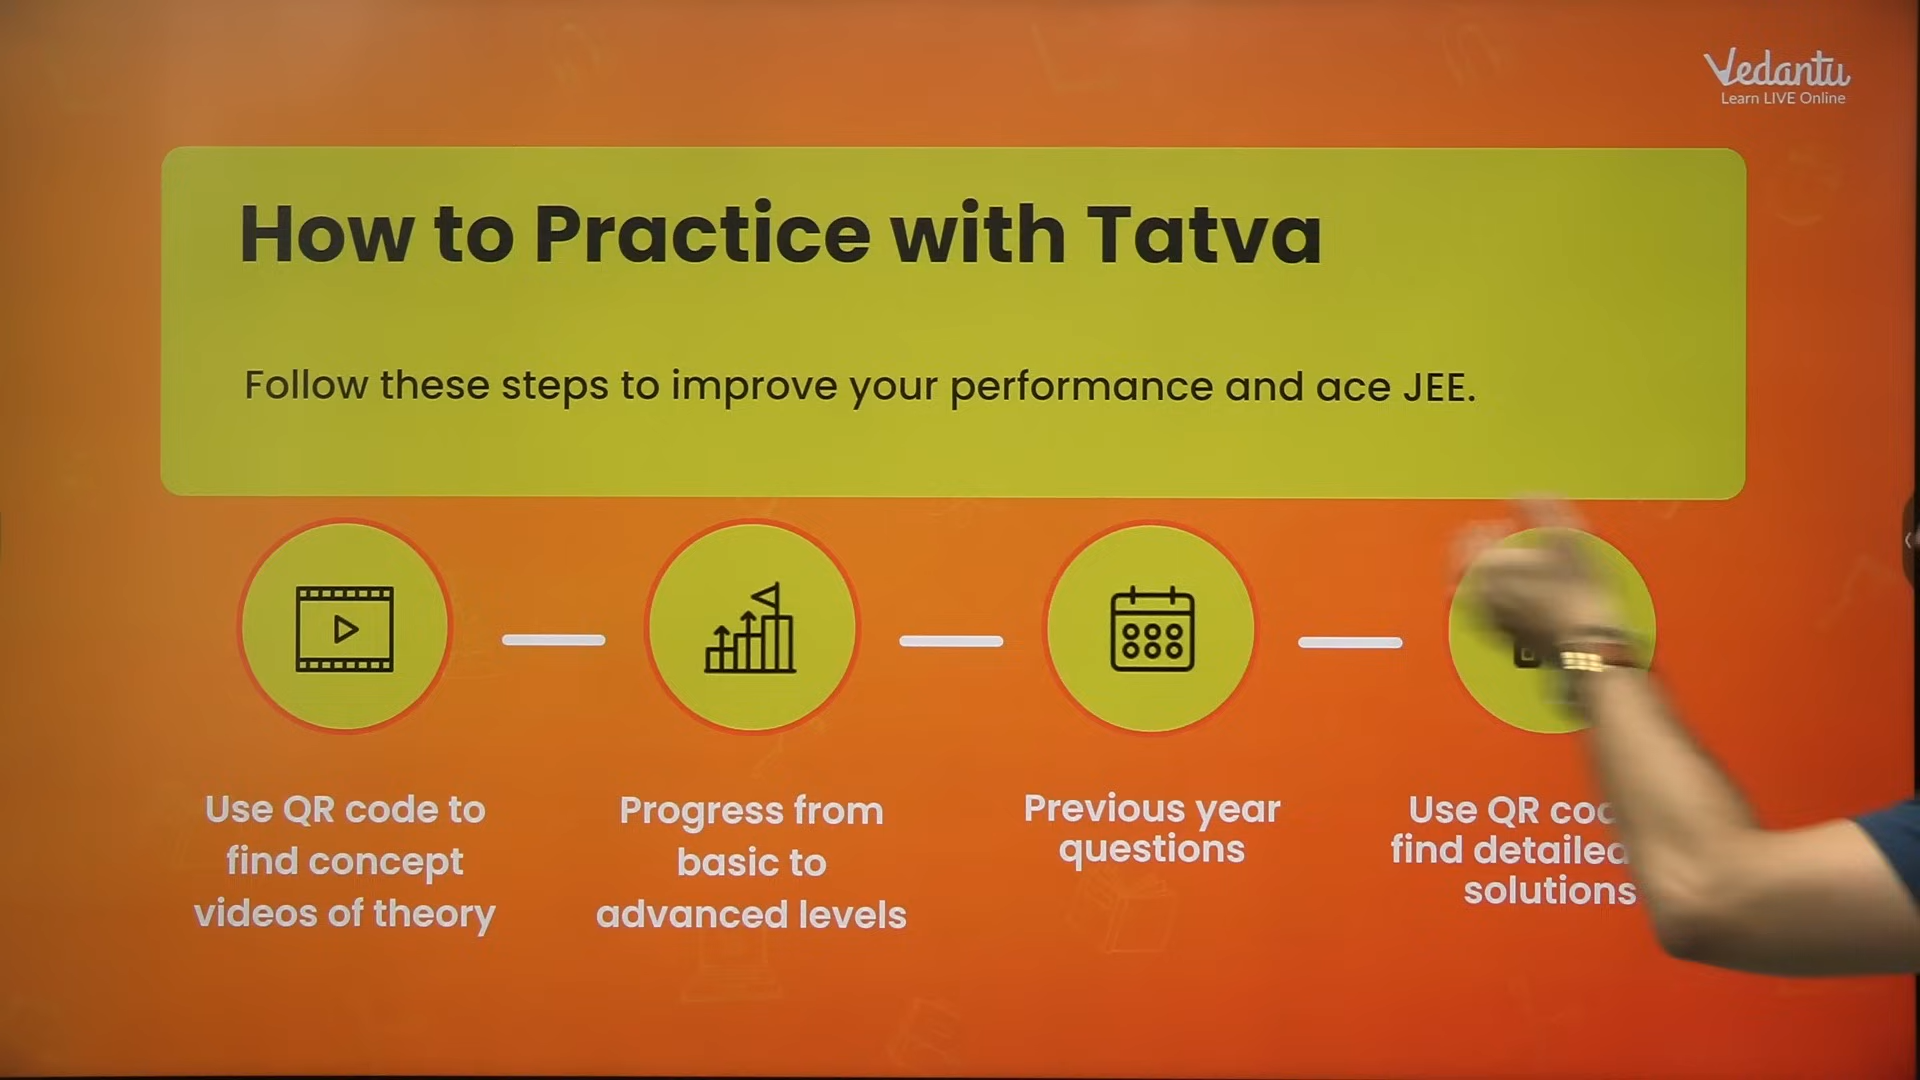 Vedantu
Learn LIVE Online
How to Practice with Tatva
Follow these steps to improve your performance and ace JEE.
Use QR code to
find concept
videos of theory
Progress from
basic to
advanced levels
Previous year
questions
Use QR
find detailed
solutions